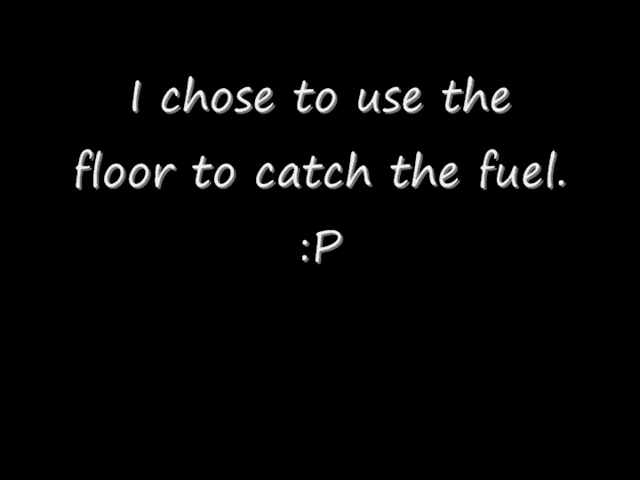 I chose to use the
floor to catch the fuel.
:P